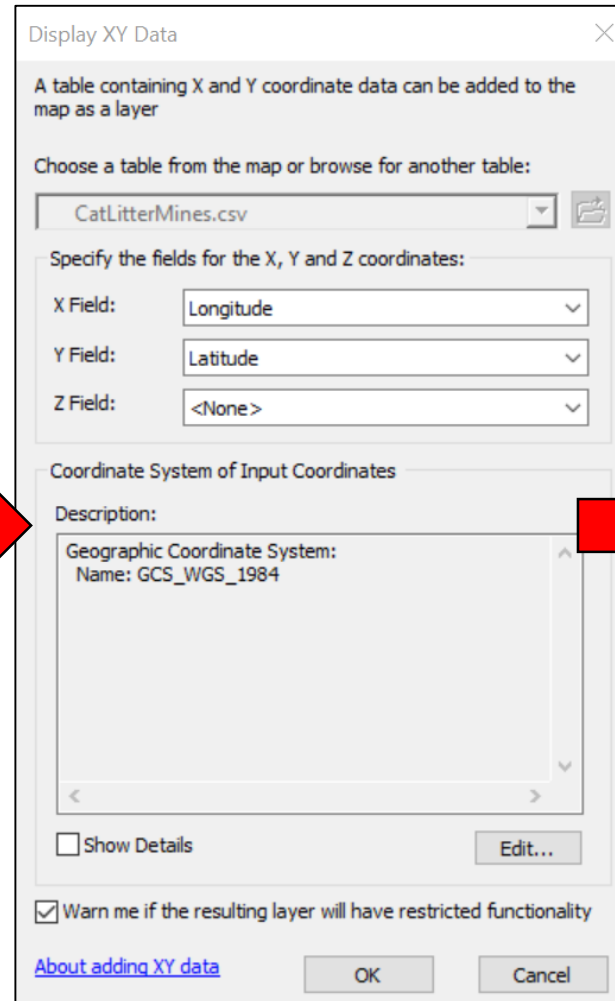 Display XY Data
A table containing X and Y coordinate data can be added to the
map as a layer
Choose a table from the map or browse for another table:
CatLitterMines.csv
Specify the fields for the X, Y and Z coordinates:
X Field: Longitude
Y Field: Latitude
Z Field: <None>
Coordinate System of Input Coordinates
Description:
Geographic Coordinate System:
Name: GCS_WGS_1984
Show Details Edit...
Warn me if the resulting layer will have restricted functionality
About adding XY data OK Cancel